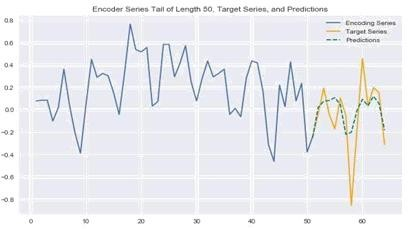 Encoder Series Tail of Length 50, Target Series, and Predictions
Encoding Series
Target Series
Predictions
0.8
0.6
0.4
0.2
0.0
−0.2
−0.4
−0.6
−0.8
0 10 20 30 40 50 60